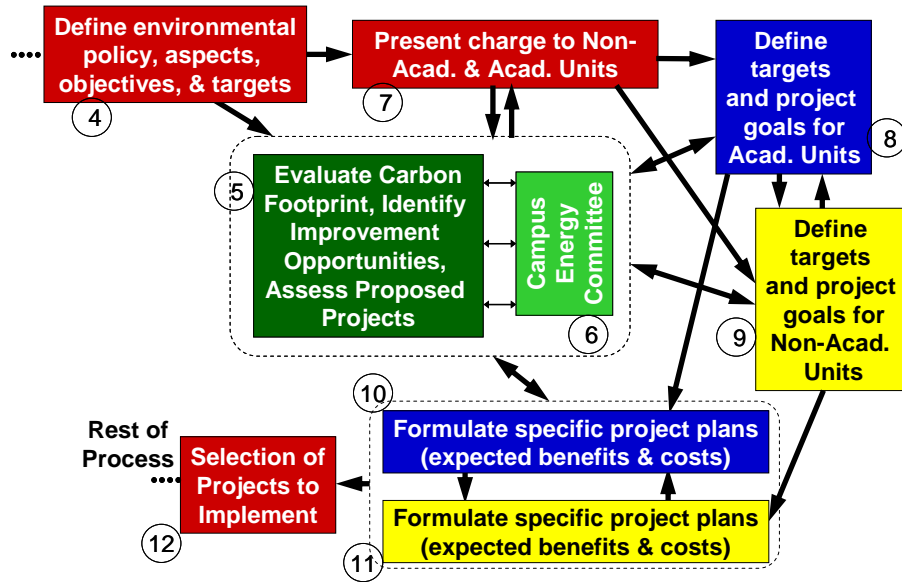 Define environmental
policy, aspects,
objectives, & targets
4
Present charge to Non-
Acad. & Acad. Units
7
Define
targets
and project
goals for
Acad. Units
8
5
Evaluate Carbon
Footprint, Identify
Improvement
Opportunities,
Assess Proposed
Projects
Campus
Energy
Committee
6
Define
targets
and project
goals for
Non-Acad.
Units
9
10
Formulate specific project plans
(expected benefits & costs)
Formulate specific project plans
(expected benefits & costs)
11
Rest of
Process
Selection of
Projects to
Implement
12